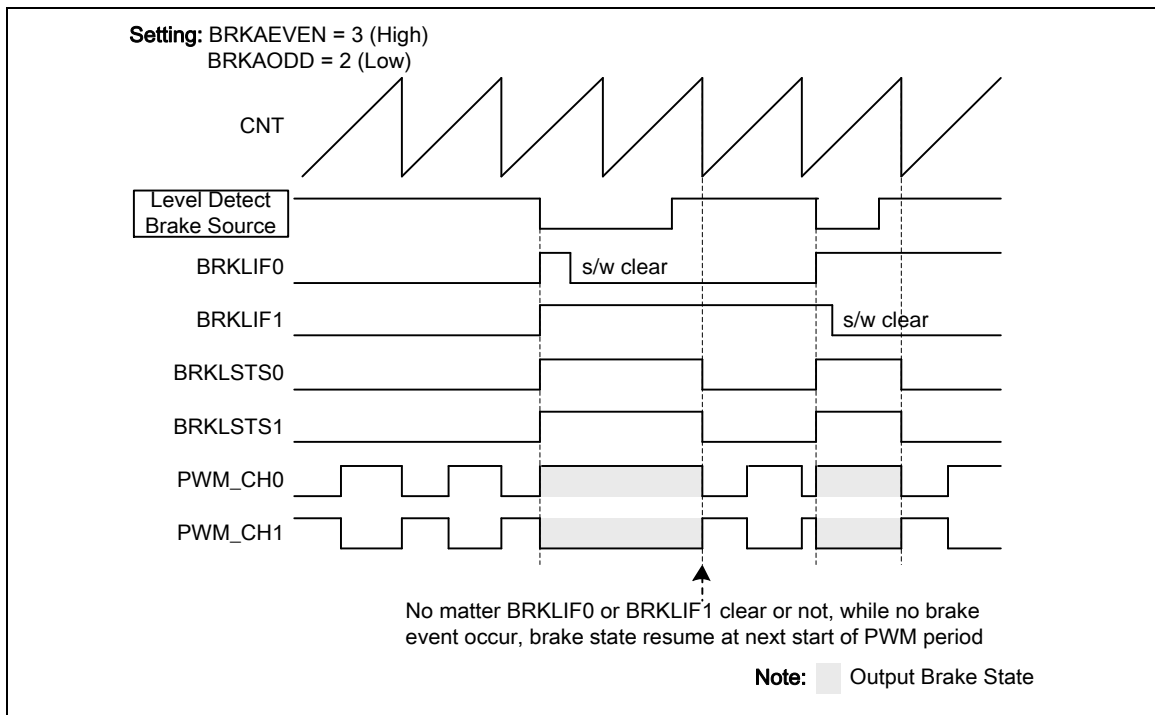 Setting: BRKAEVEN = 3 (High)
BRKAODD = 2 (Low)
CNT
Level Detect
Brake Source
BRKLIF0
s/w clear
BRKLIF1
s/w clear
BRKLSTS0
BRKLSTS1
PWM_CH0
PWM_CH1
No matter BRKLIF0 or BRKLIF1 clear or not, while no brake
event occur, brake state resume at next start of PWM period
Note: Output Brake State